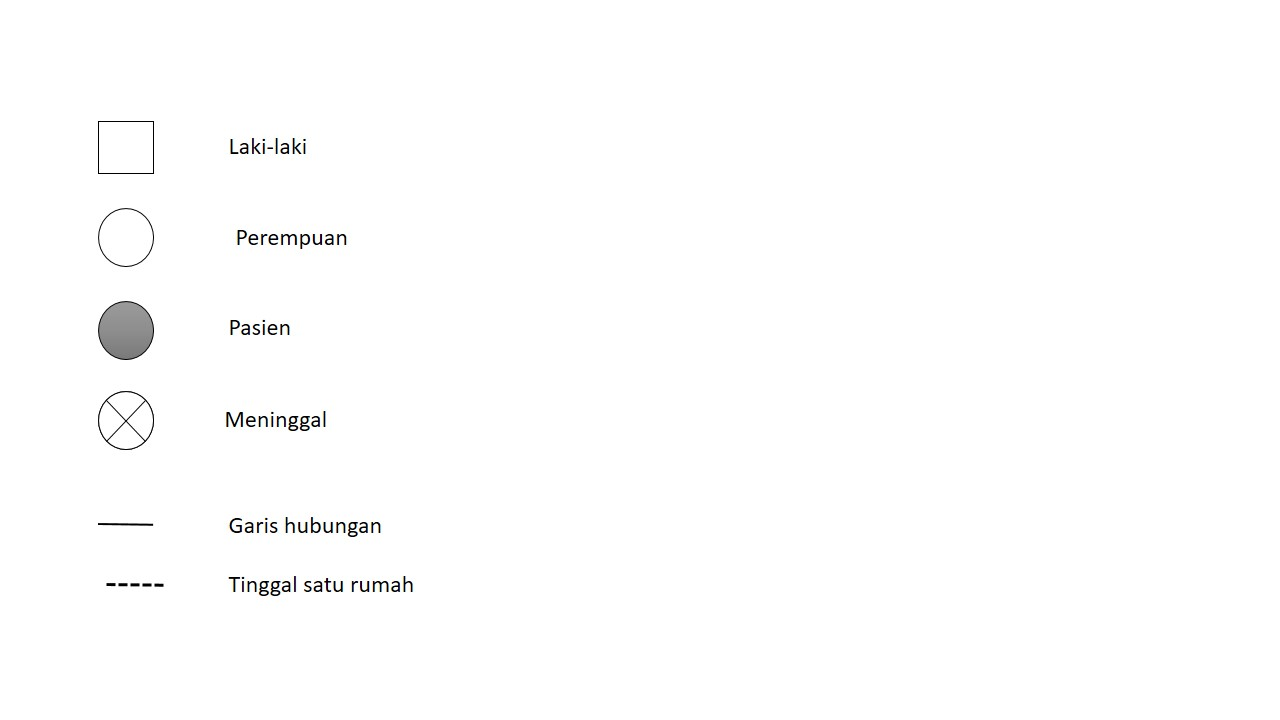 Laki-laki
Perempuan
Pasien
Meninggal
Garis hubungan
Tinggal satu rumah